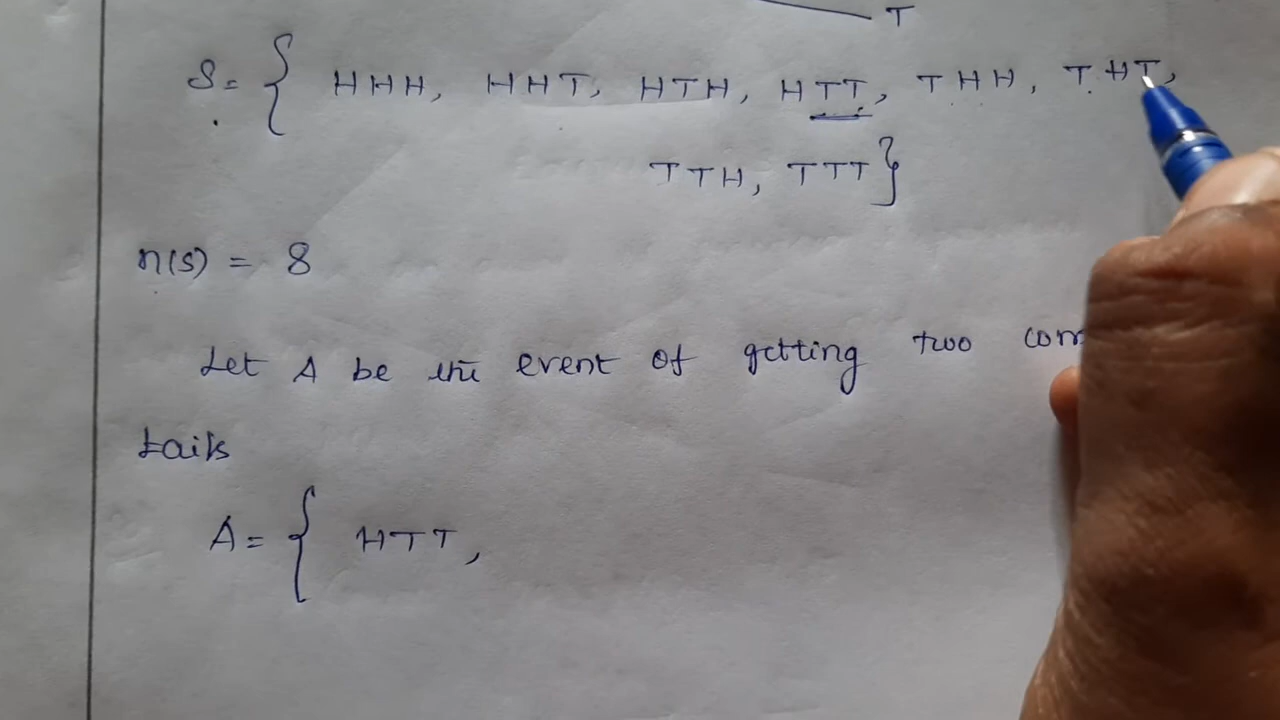 T
S = { HHH, HHT, HTH, HTT, THH, THT,
TTH, TTT }
n(s) = 8
Let A be the event of getting two
tails
A = { HTT,